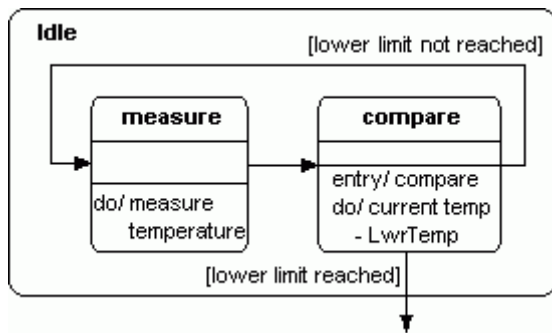 Idle
[lower limit not reached]
measure
compare
do/ measure
temperature
entry/ compare
do/ current temp
- LwrTemp
[lower limit reached]